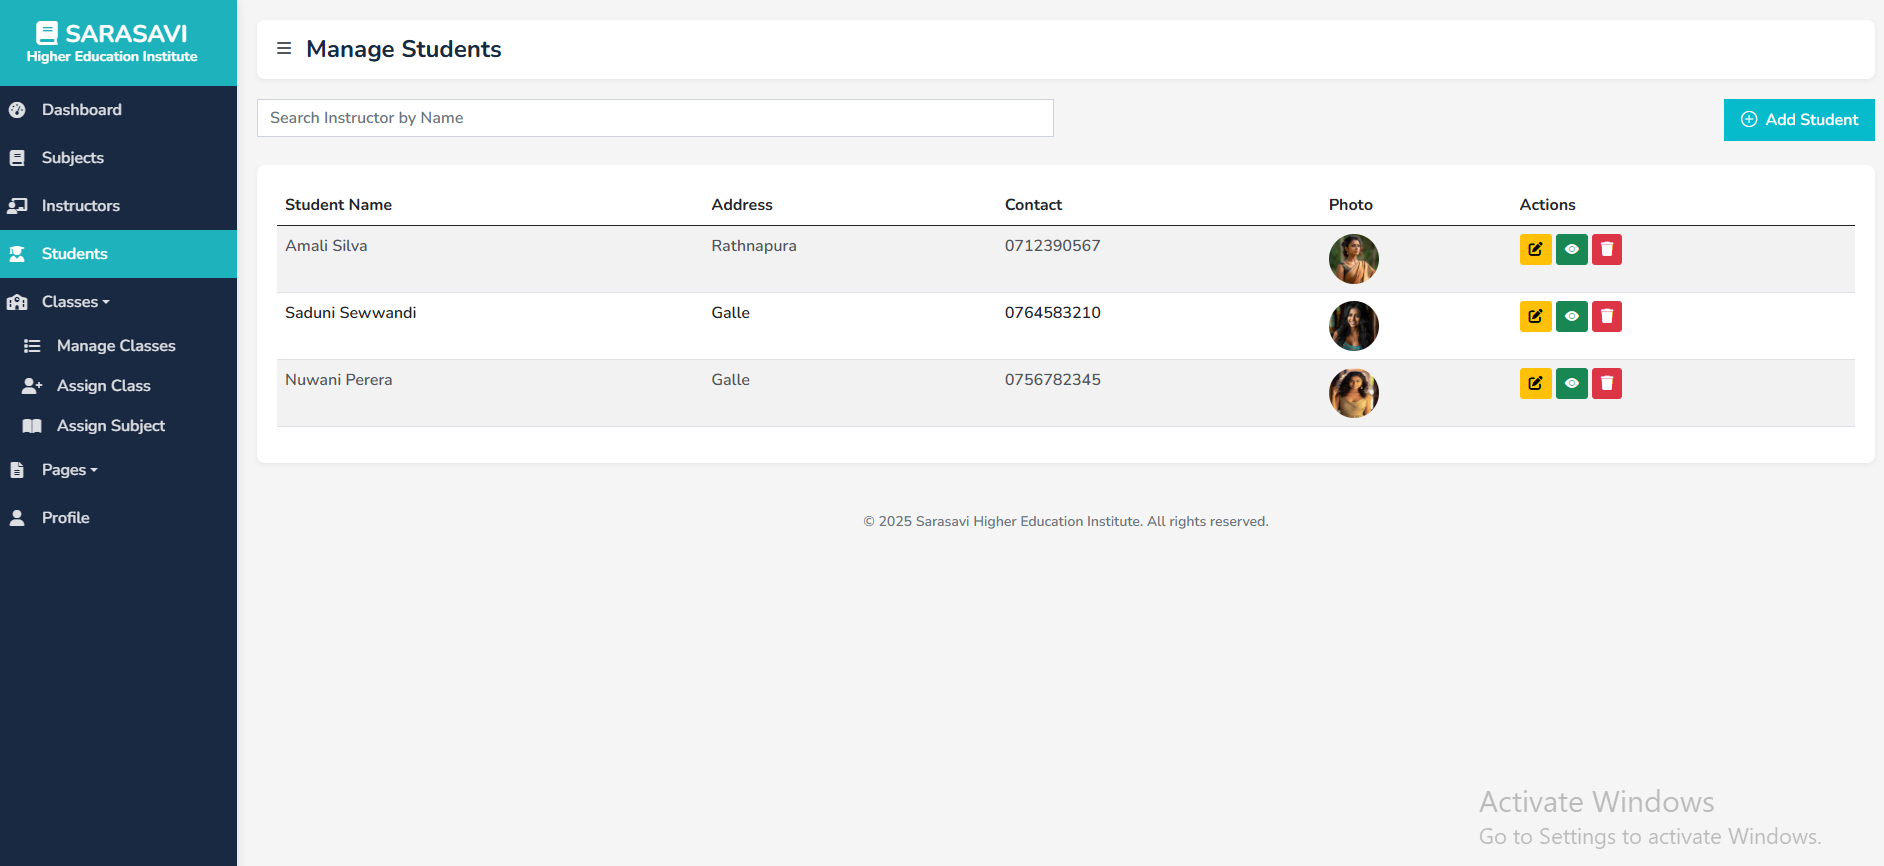 SARASAVI
Higher Education Institute
Dashboard
Subjects
Instructors
Students
Classes
Manage Classes
Assign Class
Assign Subject
Pages
Profile
Manage Students
Search Instructor by Name
Add Student
Student Name Address Contact Photo Actions
Amali Silva Rathnapura 0712390567
Saduni Sewwandi Galle 0764583210
Nuwani Perera Galle 0756782345
© 2025 Sarasavi Higher Education Institute. All rights reserved.
Activate Windows
Go to Settings to activate Windows.